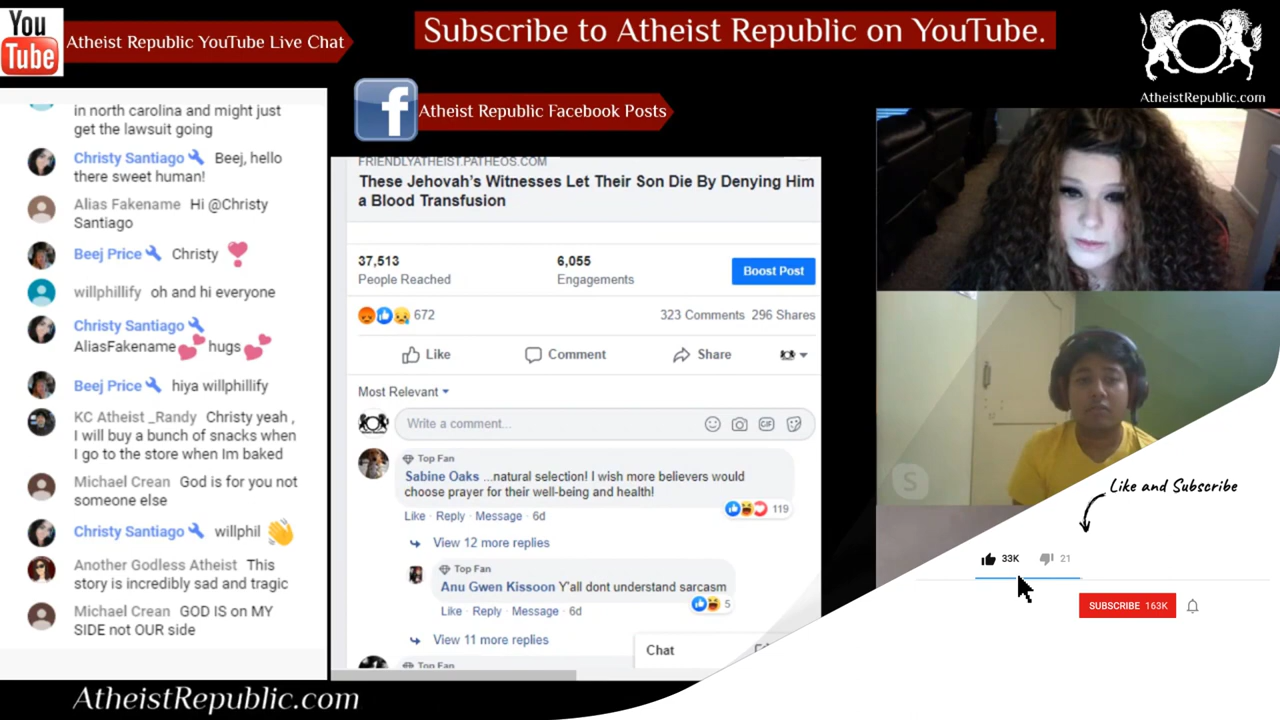 You
Tube
Atheist Republic YouTube Live Chat
Subscribe to Atheist Republic on YouTube.
AtheistRepublic.com
Atheist Republic Facebook Posts
in north carolina and might just
get the lawsuit going
Christy Santiago Beej, hello
there sweet human!
Alias Fakename Hi @Christy
Santiago
Beej Price Christy
willphillify oh and hi everyone
Christy Santiago
AliasFakename hugs
Beej Price hiya willphillify
KC Atheist _Randy Christy yeah ,
I will buy a bunch of snacks when
I go to the store when Im baked
Michael Crean God is for you not
someone else
Christy Santiago willphil
Another Godless Atheist This
story is incredibly sad and tragic
Michael Crean GOD IS on MY
SIDE not OUR side
FRIENDLYATHEIST.PATHEOS.COM
These Jehovah's Witnesses Let Their Son Die By Denying Him
a Blood Transfusion
37,513
People Reached
6,055
Engagements
Boost Post
672
323 Comments 296 Shares
Like Comment Share
Most Relevant
Write a comment...
GIF
Top Fan
Sabine Oaks ...natural selection! I wish more believers would
choose prayer for their well-being and health!
119
Like · Reply · Message · 6d
View 12 more replies
Top Fan
Anu Gwen Kissoon Y'all dont understand sarcasm
5
Like · Reply · Message · 6d
View 11 more replies
Top Fan
Chat
Like and Subscribe
33K 21
SUBSCRIBE 163K
AtheistRepublic.com